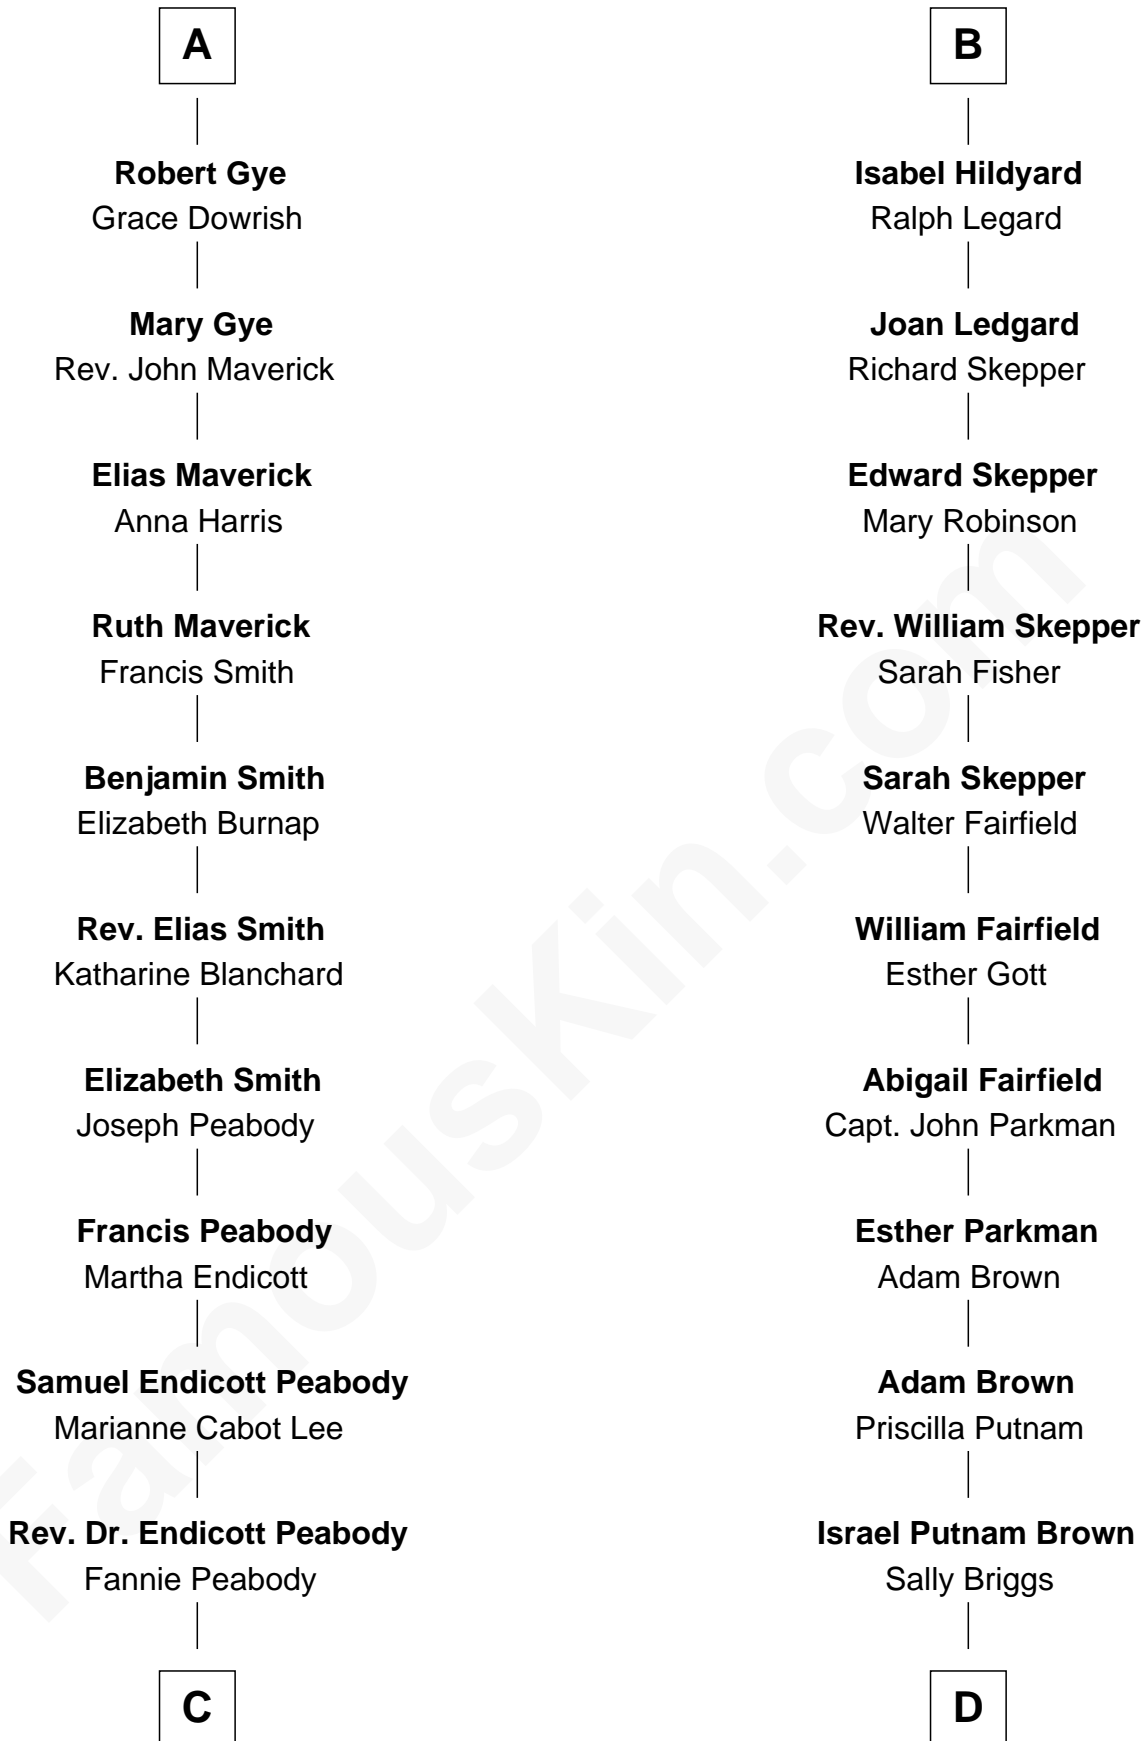 A
Robert Gye
Grace Dowrish
Mary Gye
Rev. John Maverick
Elias Maverick
Anna Harris
Ruth Maverick
Francis Smith
Benjamin Smith
Elizabeth Burnap
Rev. Elias Smith
Katharine Blanchard
Elizabeth Smith
Joseph Peabody
Francis Peabody
Martha Endicott
Samuel Endicott Peabody
Marianne Cabot Lee
Rev. Dr. Endicott Peabody
Fannie Peabody
C
B
Isabel Hildyard
Ralph Legard
Joan Ledgard
Richard Skepper
Edward Skepper
Mary Robinson
Rev. William Skepper
Sarah Fisher
Sarah Skepper
Walter Fairfield
William Fairfield
Esther Gott
Abigail Fairfield
Capt. John Parkman
Esther Parkman
Adam Brown
Adam Brown
Priscilla Putnam
Israel Putnam Brown
Sally Briggs
D
FamousKin.com